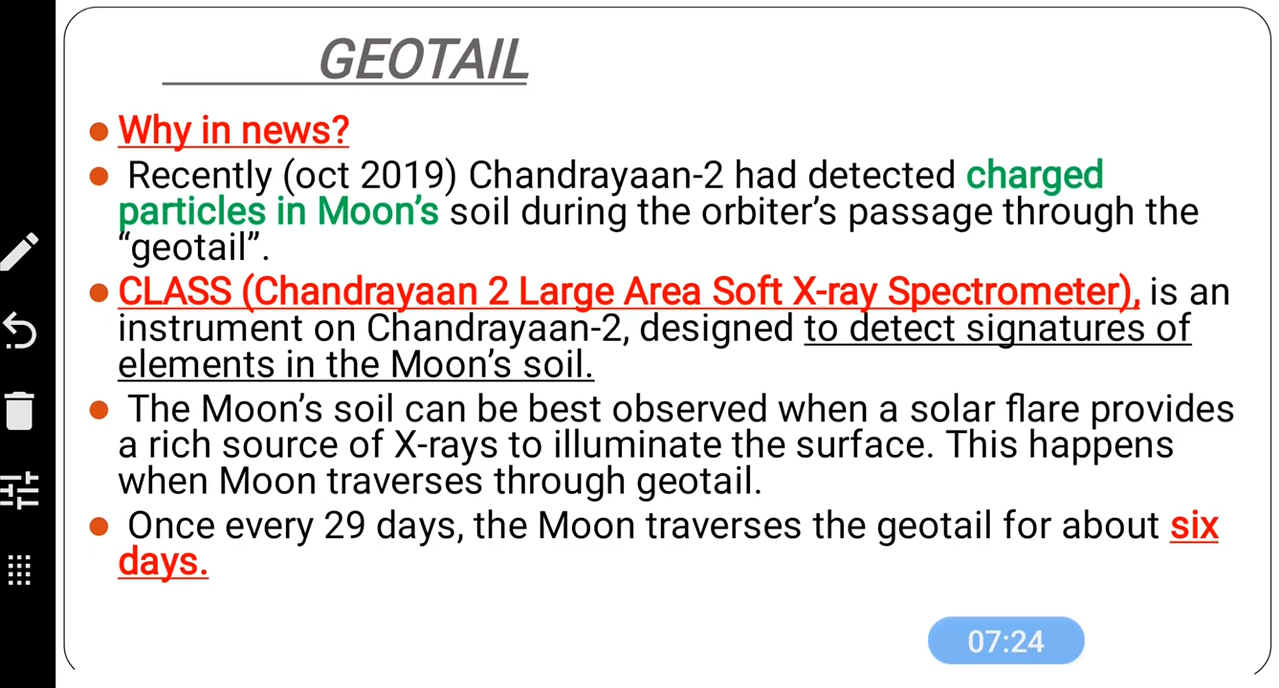 GEOTAIL
Why in news?
Recently (oct 2019) Chandrayaan-2 had detected charged
particles in Moon’s soil during the orbiter’s passage through the
“geotail”.
CLASS (Chandrayaan 2 Large Area Soft X-ray Spectrometer), is an
instrument on Chandrayaan-2, designed to detect signatures of
elements in the Moon’s soil.
The Moon’s soil can be best observed when a solar flare provides
a rich source of X-rays to illuminate the surface. This happens
when Moon traverses through geotail.
Once every 29 days, the Moon traverses the geotail for about six
days.
07:24